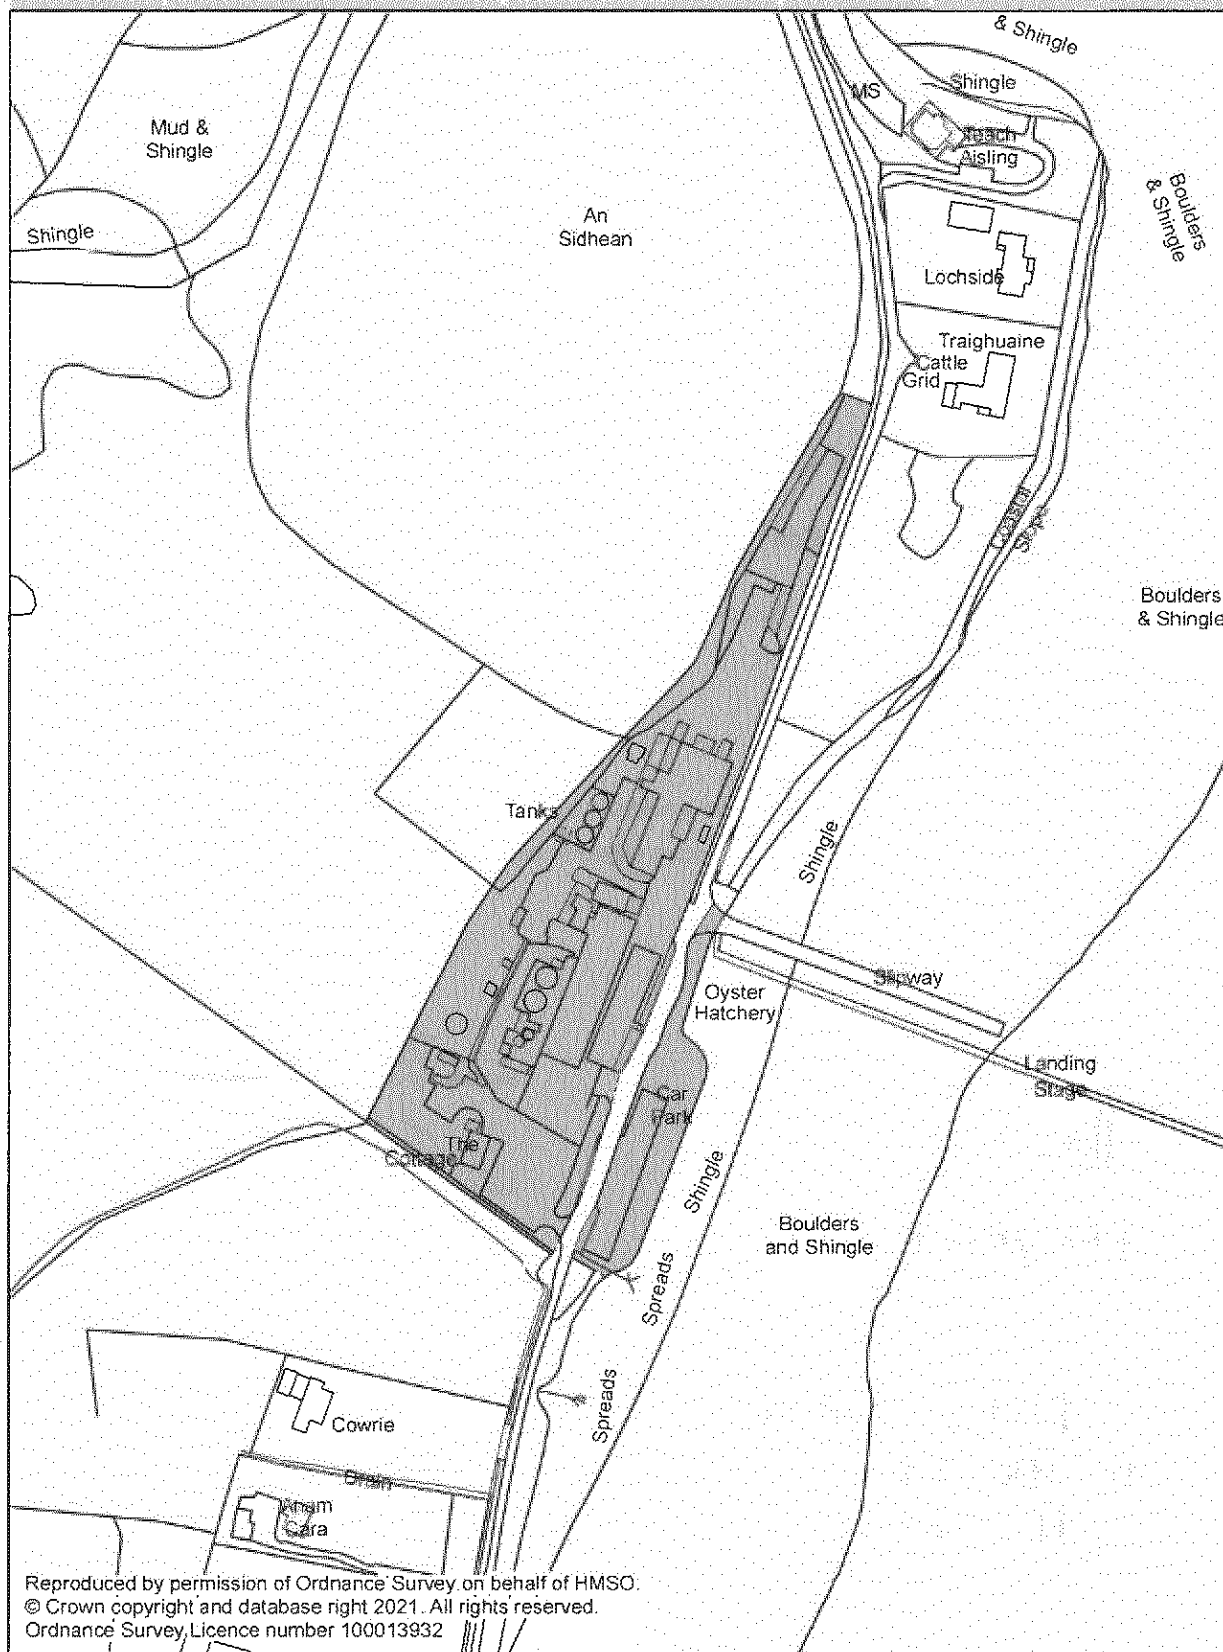 & Shingle
Shingle
MS
Mud &
Shingle
Teach
Aisling
Boulders
& Shingle
An
Sidhean
Shingle
Lochside
Traighuaine
Cattle
Grid
Coastal
Slope
Boulders
& Shingle
Tanks
Shingle
Slipway
Oyster
Hatchery
Landing
Stage
Car
Park
The
Cottage
Shingle
Boulders
and Shingle
Spreads
Spreads
Cowrie
Drain
Anam
Cara
Reproduced by permission of Ordnance Survey on behalf of HMSO.
© Crown copyright and database right 2021. All rights reserved.
Ordnance Survey Licence number 100013932